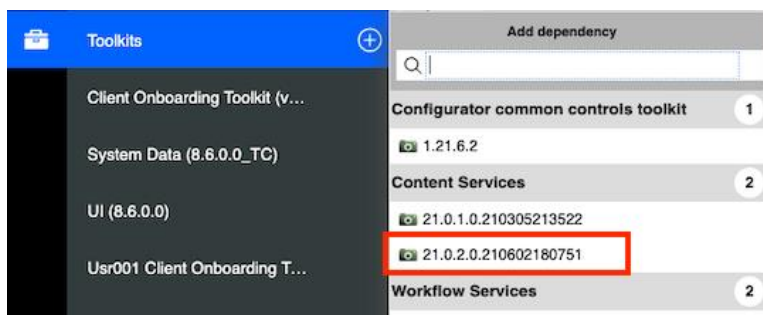 Toolkits
Client Onboarding Toolkit (v...
System Data (8.6.0.0_TC)
UI (8.6.0.0)
Usr001 Client Onboarding T...
Add dependency
Configurator common controls toolkit 1
1.21.6.2
Content Services 2
21.0.1.0.210305213522
21.0.2.0.210602180751
Workflow Services 2